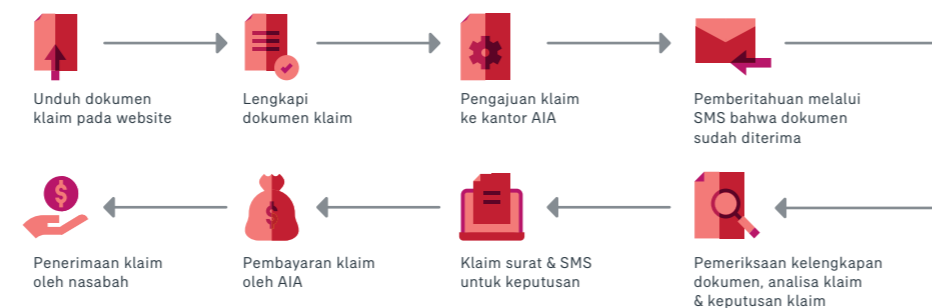 Unduh dokumen
klaim pada website
Lengkapi
dokumen klaim
Pengajuan klaim
ke kantor AIA
Pemberitahuan melalui
SMS bahwa dokumen
sudah diterima
Pemeriksaan kelengkapan
dokumen, analisa klaim
& keputusan klaim
Klaim surat & SMS
untuk keputusan
Pembayaran klaim
oleh AIA
Penerimaan klaim
oleh nasabah